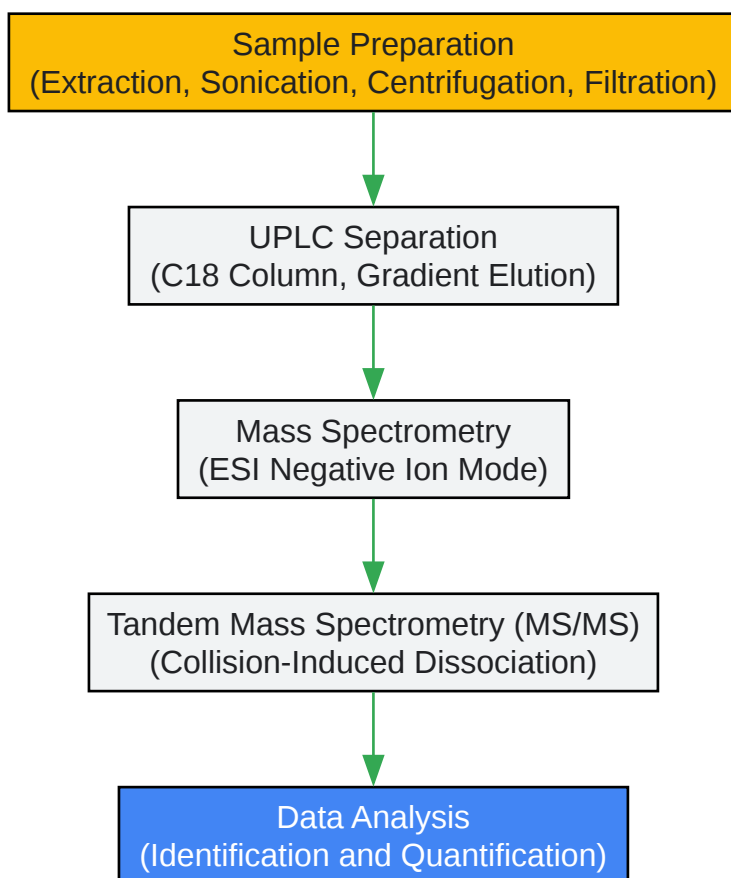 Sample Preparation
(Extraction, Sonication, Centrifugation, Filtration)
UPLC Separation
(C18 Column, Gradient Elution)
Mass Spectrometry
(ESI Negative Ion Mode)
Tandem Mass Spectrometry (MS/MS)
(Collision-Induced Dissociation)
Data Analysis
(Identification and Quantification)